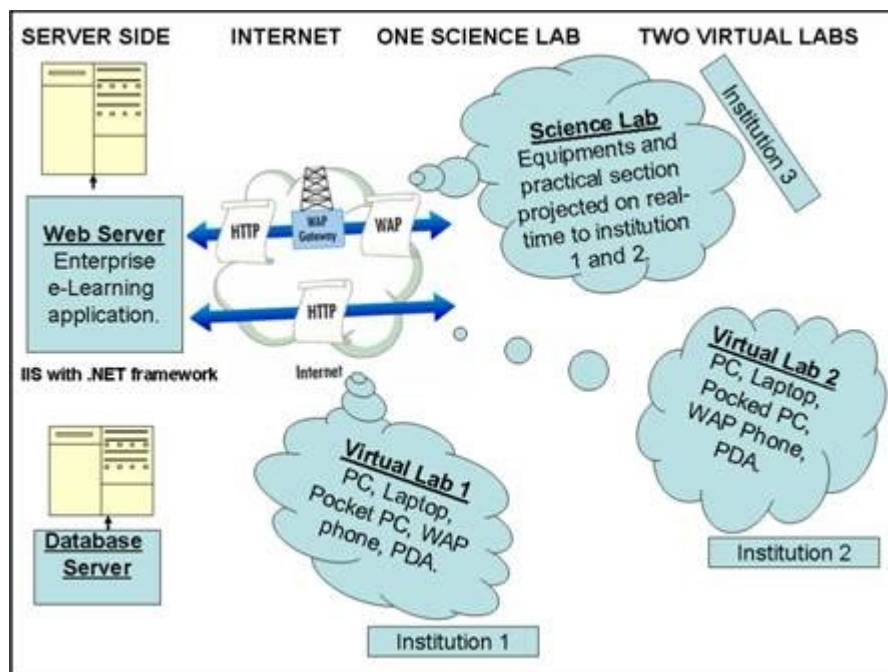 SERVER SIDE
INTERNET
ONE SCIENCE LAB
TWO VIRTUAL LABS
Web Server
Enterprise
e-Learning
application.
IIS with .NET framework
Database
Server
HTTP
WAP
Gateway
WAP
HTTP
Internet
Science Lab
Equipments and
practical section
projected on real-
time to institution
1 and 2.
Institution 3
Virtual Lab 1
PC, Laptop,
Pocket PC, WAP
phone, PDA.
Institution 1
Virtual Lab 2
PC, Laptop,
Pocked PC,
WAP Phone,
PDA.
Institution 2